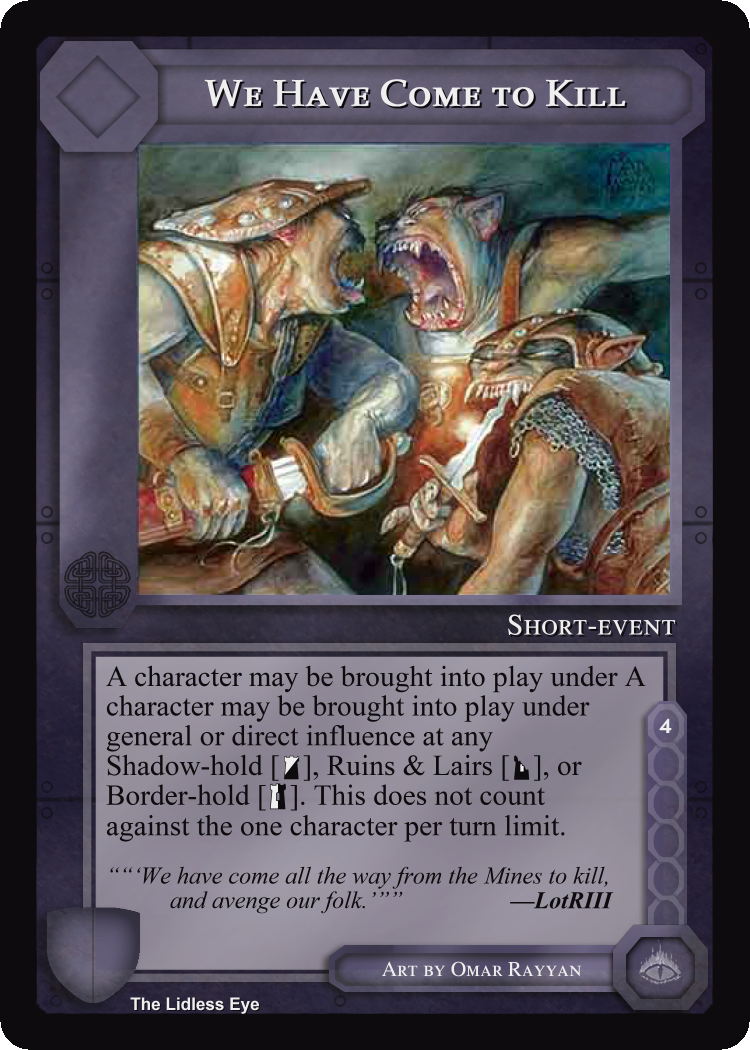 We Have Come to Kill
Short-event
A character may be brought into play under A
character may be brought into play under
general or direct influence at any
Shadow-hold [], Ruins & Lairs [], or
Border-hold []. This does not count
against the one character per turn limit.
4
““‘We have come all the way from the Mines to kill,
and avenge our folk.’”” —LotRIII
Art by Omar Rayyan
The Lidless Eye